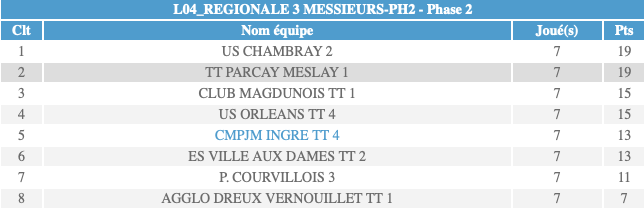 L04_REGIONALE 3 MESSIEURS-PH2 - Phase 2
Clt Nom équipe Joué(s) Pts
1 US CHAMBRAY 2 7 19
2 TT PARCAY MESLAY 1 7 19
3 CLUB MAGDUNOIS TT 1 7 15
4 US ORLEANS TT 4 7 15
5 CMPJM INGRE TT 4 7 13
6 ES VILLE AUX DAMES TT 2 7 13
7 P. COURVILLOIS 3 7 11
8 AGGLO DREUX VERNOUILLET TT 1 7 7